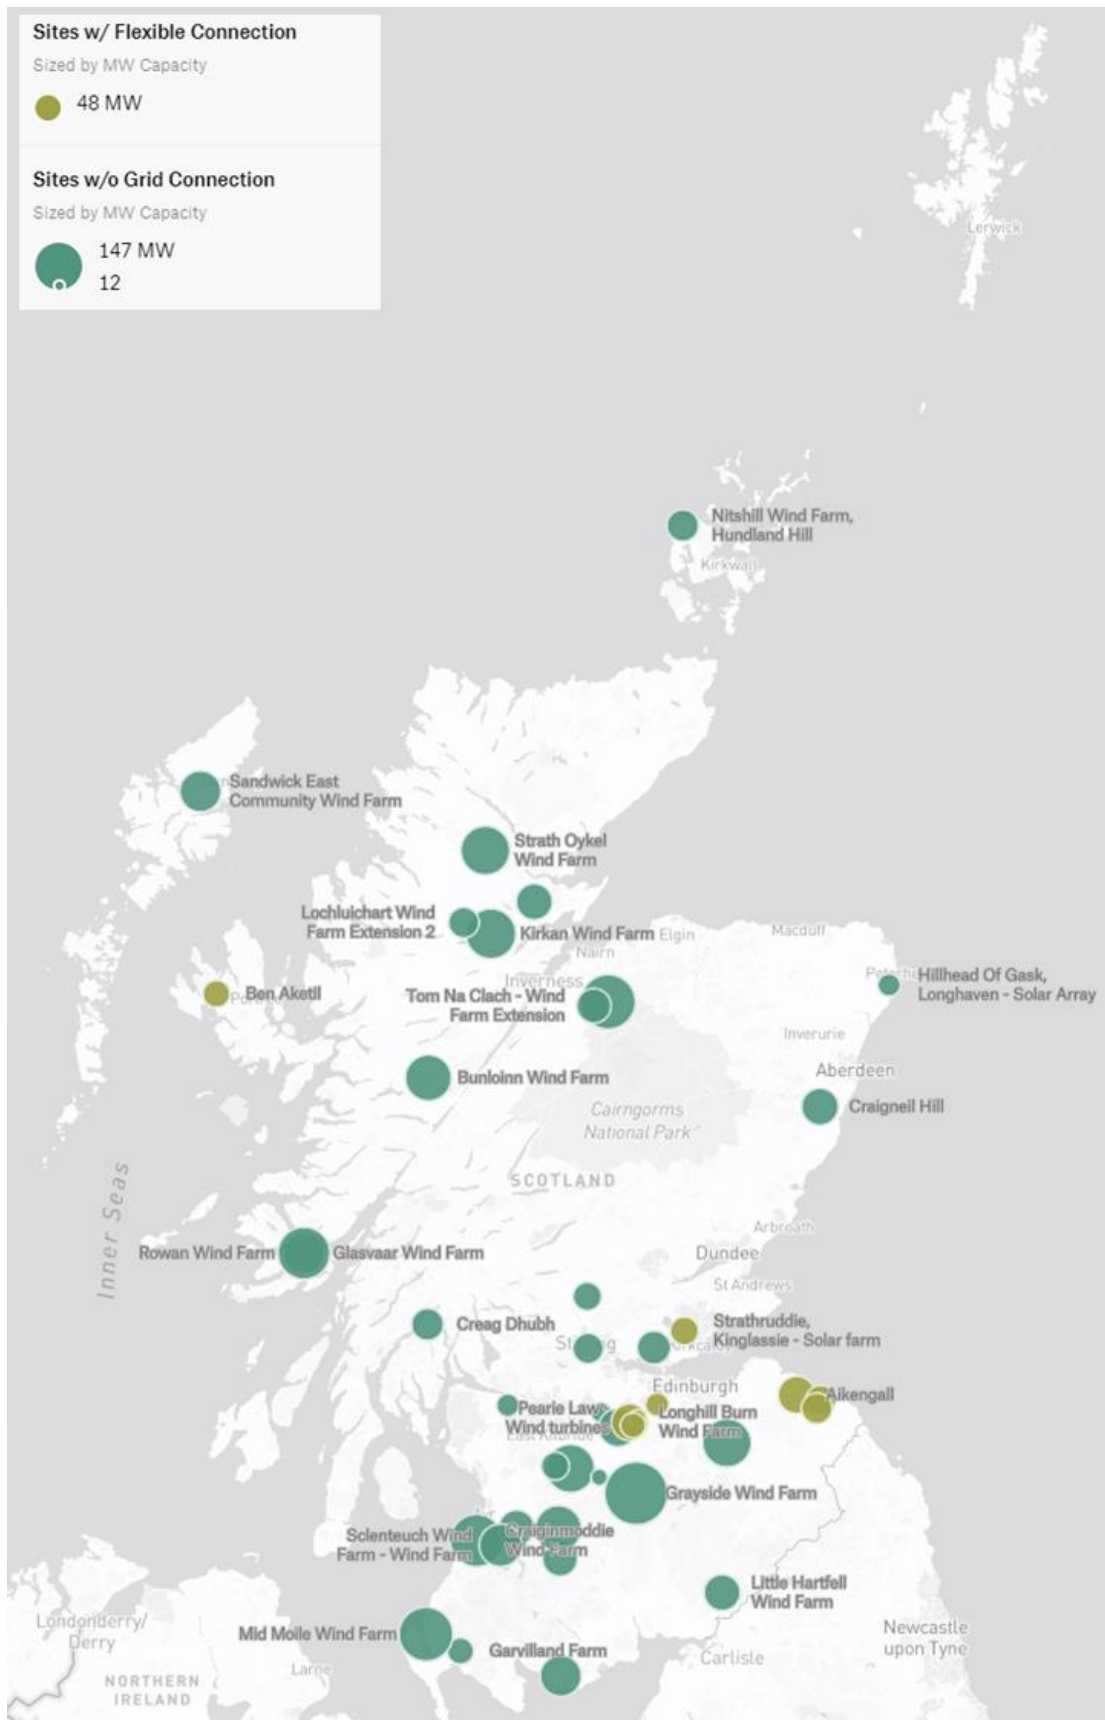 Sites w/ Flexible Connection
Sized by MW Capacity
48 MW
Sites w/o Grid Connection
Sized by MW Capacity
147 MW
12
Lerwick
Nitshill Wind Farm,
Hundland Hill
Kirkwall
Sandwick East
Community Wind Farm
Strath Oykel
Wind Farm
Lochluichart Wind
Farm Extension 2
Kirkan Wind Farm
Elgin
Macduff
Nairn
Inverness
Hillhead Of Gask,
Longhaven - Solar Array
Ben Aketil
Tom Na Clach - Wind
Farm Extension
Inverurie
Aberdeen
Bunloinn Wind Farm
Craigneil Hill
Cairngorms
National Park
SCOTLAND
Inner Seas
Arbroath
Rowan Wind Farm
Glasvaar Wind Farm
Dundee
St Andrews
Creag Dhubh
Strathruddie,
Kinglassie - Solar farm
Edinburgh
Aikengall
Pearie Law
Wind turbines
Longhill Burn
Wind Farm
East Kilbride
Grayside Wind Farm
Sclenteuch Wind
Farm - Wind Farm
Craiginmoddie
Wind Farm
Little Hartfell
Wind Farm
Londonderry/
Derry
Mid Moile Wind Farm
Garvilland Farm
Newcastle
upon Tyne
Carlisle
Larne
NORTHERN
IRELAND